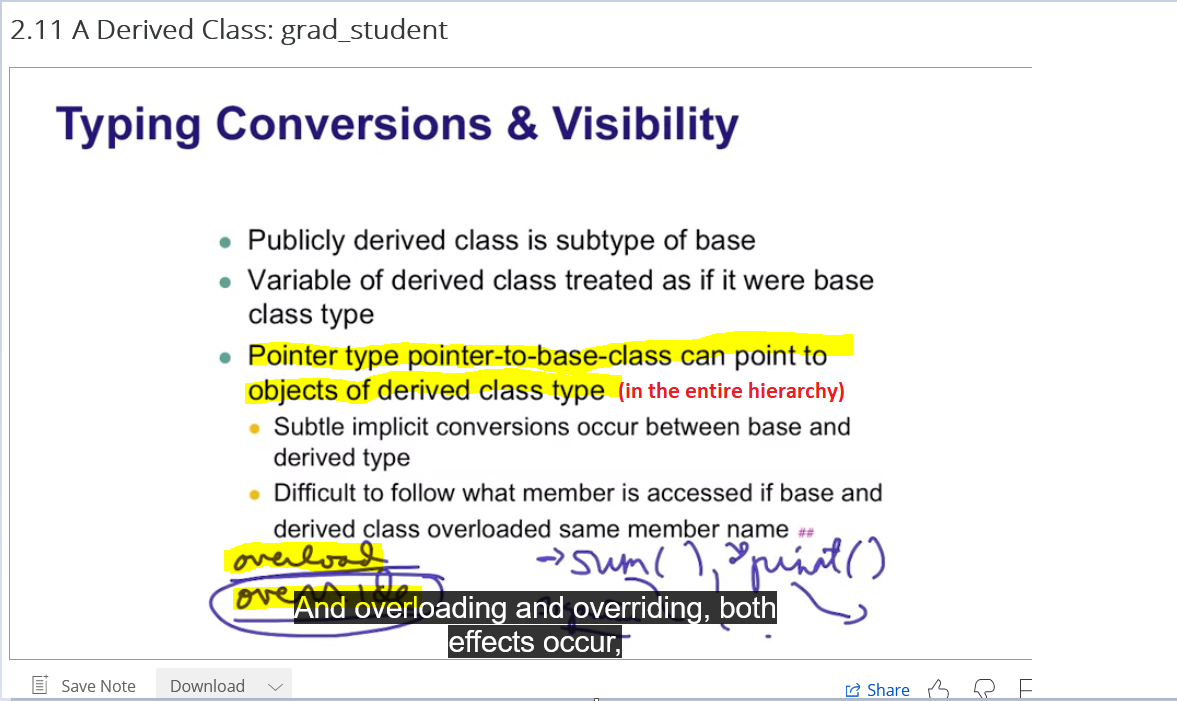 2.11 A Derived Class: grad_student
Typing Conversions & Visibility
● Publicly derived class is subtype of base
● Variable of derived class treated as if it were base
class type
● Pointer type pointer-to-base-class can point to
objects of derived class type (in the entire hierarchy)
● Subtle implicit conversions occur between base and
derived type
● Difficult to follow what member is accessed if base and
derived class overloaded same member name ##
overload → sum( ), print()
override
And overloading and overriding, both
effects occur,
Save Note Download Share